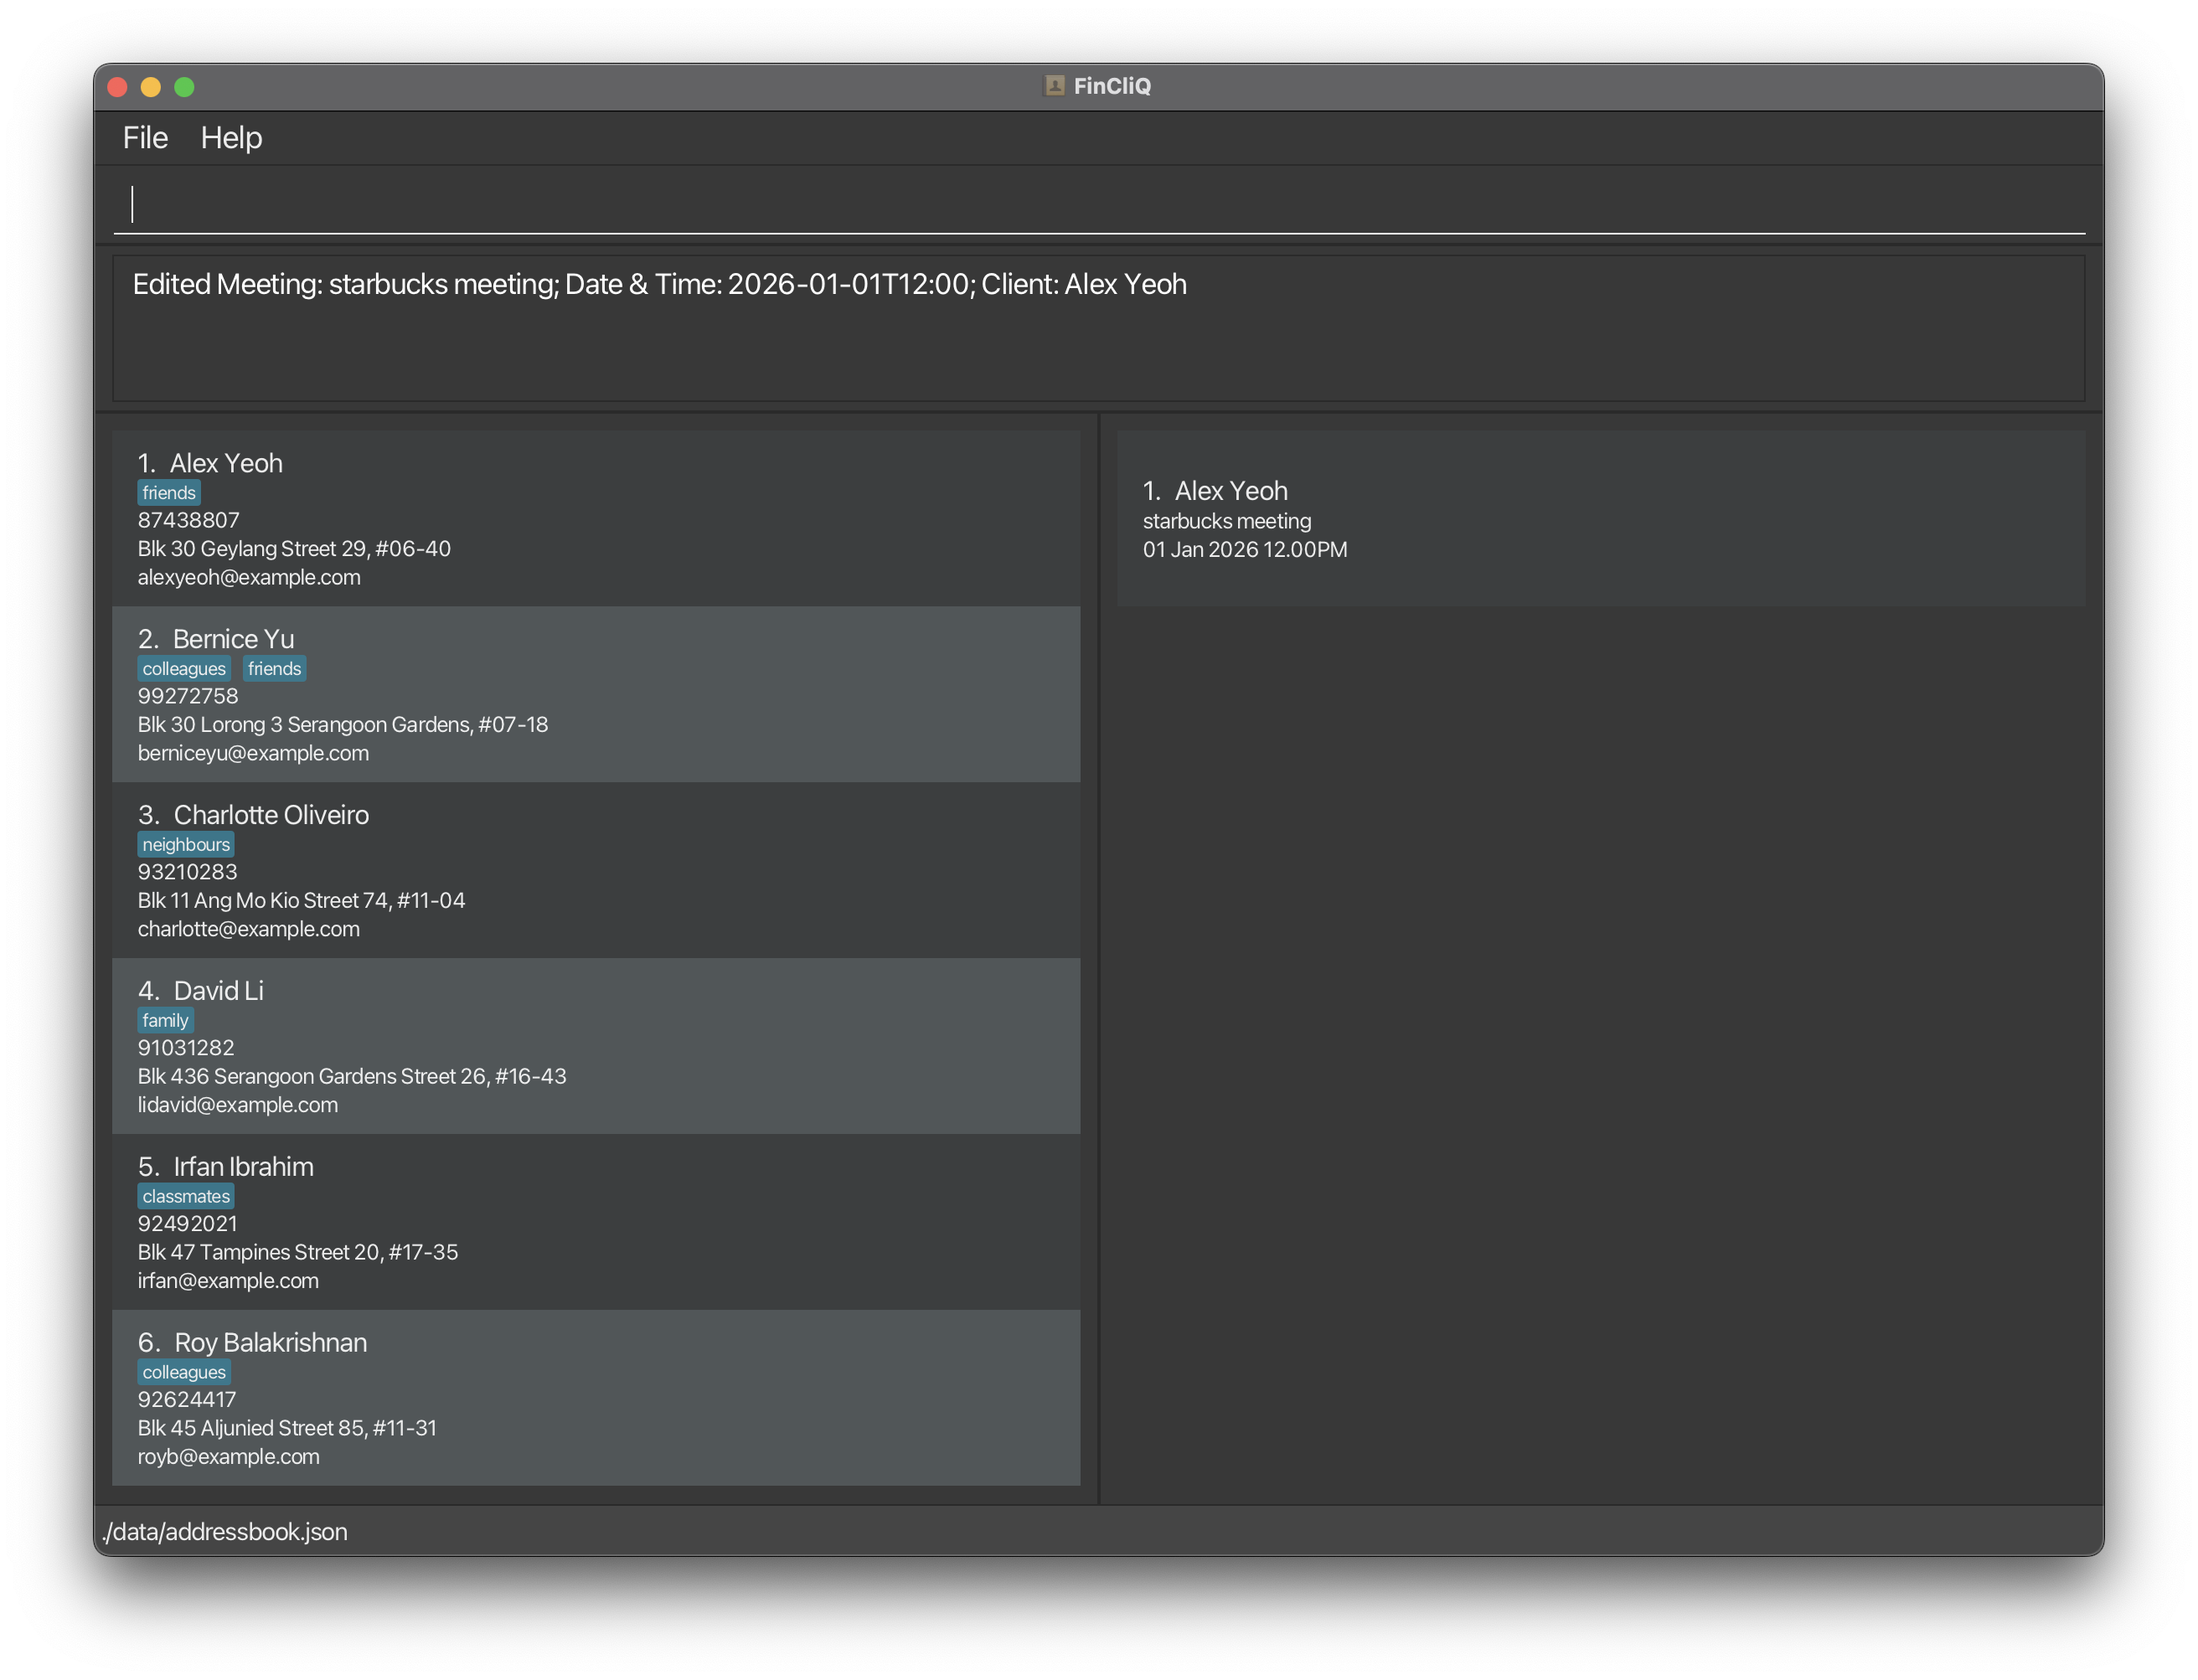 FinCliQ
File Help
Edited Meeting: starbucks meeting; Date & Time: 2026-01-01T12:00; Client: Alex Yeoh
1. Alex Yeoh
friends
87438807
Blk 30 Geylang Street 29, #06-40
alexyeoh@example.com
2. Bernice Yu
colleagues friends
99272758
Blk 30 Lorong 3 Serangoon Gardens, #07-18
berniceyu@example.com
3. Charlotte Oliveiro
neighbours
93210283
Blk 11 Ang Mo Kio Street 74, #11-04
charlotte@example.com
4. David Li
family
91031282
Blk 436 Serangoon Gardens Street 26, #16-43
lidavid@example.com
5. Irfan Ibrahim
classmates
92492021
Blk 47 Tampines Street 20, #17-35
irfan@example.com
6. Roy Balakrishnan
colleagues
92624417
Blk 45 Aljunied Street 85, #11-31
royb@example.com
1. Alex Yeoh
starbucks meeting
01 Jan 2026 12.00PM
./data/addressbook.json